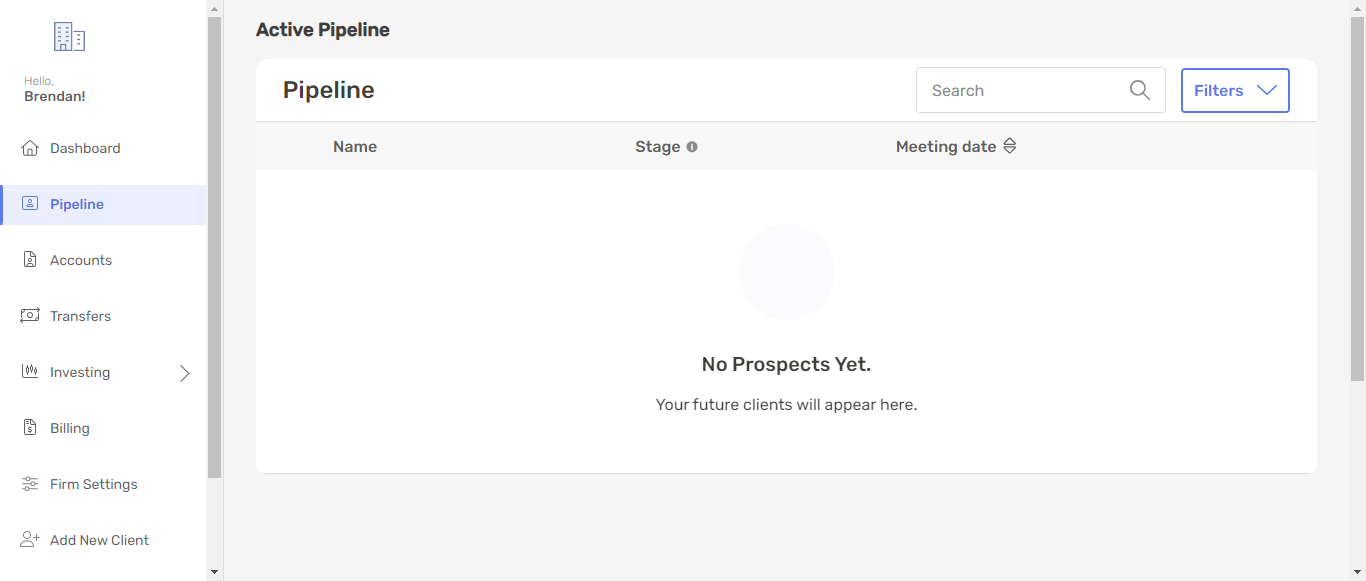 Hello,
Brendan!
Dashboard
Pipeline
Accounts
Transfers
Investing
Billing
Firm Settings
Add New Client
Active Pipeline
Pipeline
Search
Filters
Name Stage Meeting date
No Prospects Yet.
Your future clients will appear here.